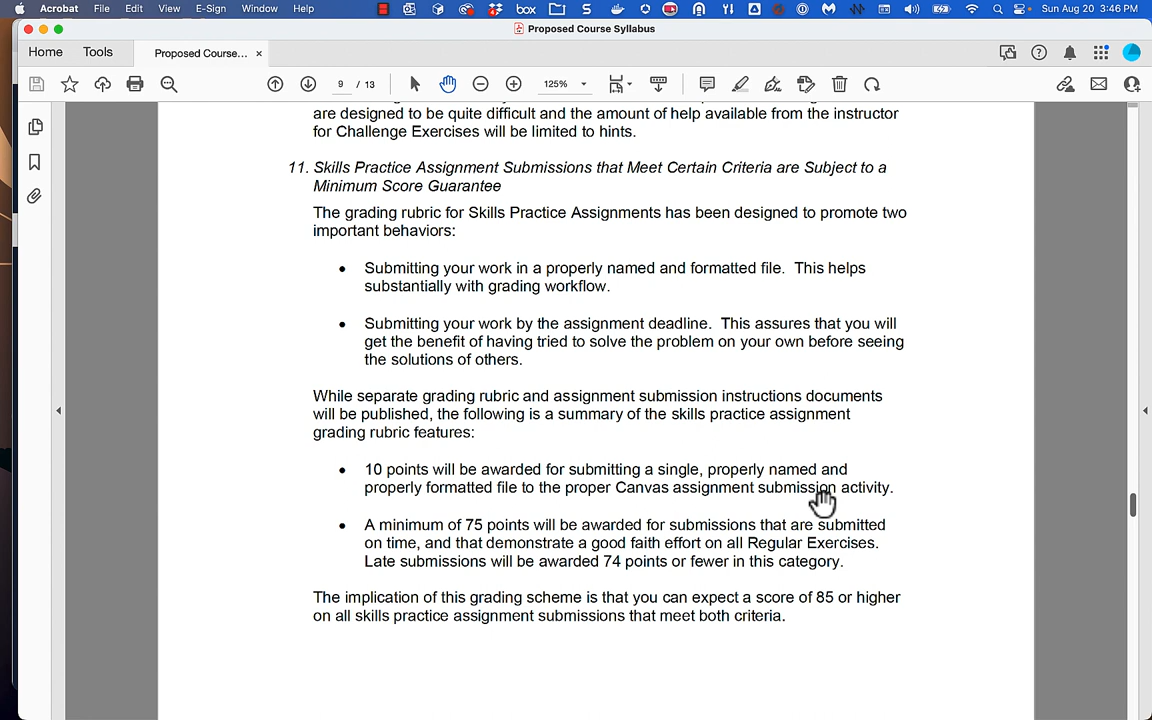 Acrobat File Edit View E-Sign Window Help box S Sun Aug 20 3:46 PM
Proposed Course Syllabus
Home Tools Proposed Course... ×
9 / 13 125%
are designed to be quite difficult and the amount of help available from the instructor
for Challenge Exercises will be limited to hints.
11. Skills Practice Assignment Submissions that Meet Certain Criteria are Subject to a
Minimum Score Guarantee
The grading rubric for Skills Practice Assignments has been designed to promote two
important behaviors:
• Submitting your work in a properly named and formatted file. This helps
substantially with grading workflow.
• Submitting your work by the assignment deadline. This assures that you will
get the benefit of having tried to solve the problem on your own before seeing
the solutions of others.
While separate grading rubric and assignment submission instructions documents
will be published, the following is a summary of the skills practice assignment
grading rubric features:
• 10 points will be awarded for submitting a single, properly named and
properly formatted file to the proper Canvas assignment submission activity.
• A minimum of 75 points will be awarded for submissions that are submitted
on time, and that demonstrate a good faith effort on all Regular Exercises.
Late submissions will be awarded 74 points or fewer in this category.
The implication of this grading scheme is that you can expect a score of 85 or higher
on all skills practice assignment submissions that meet both criteria.